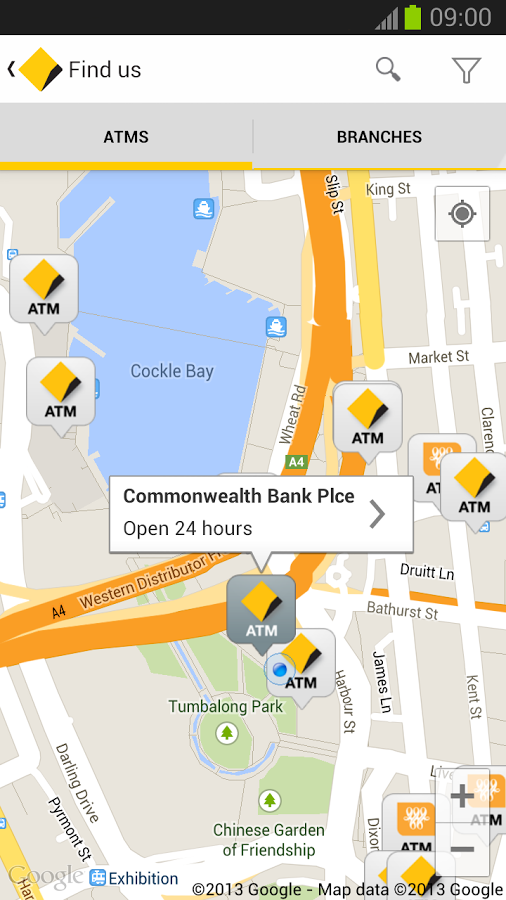 09:00
Find us
ATMS
BRANCHES
Slip St
King St
ATM
Market St
Cockle Bay
ATM
Wheat Rd
ATM
A4
Commonwealth Bank Plce
Open 24 hours
ATM
Western Distributor
A4
Druitt Ln
ATM
Bathurst St
ATM
James Ln
Kent St
Harbour St
Tumbalong Park
Darling Drive
Pyrmont St
ATM
ATM
Chinese Garden
of Friendship
Google
Exhibition
©2013 Google - Map data ©2013 Google